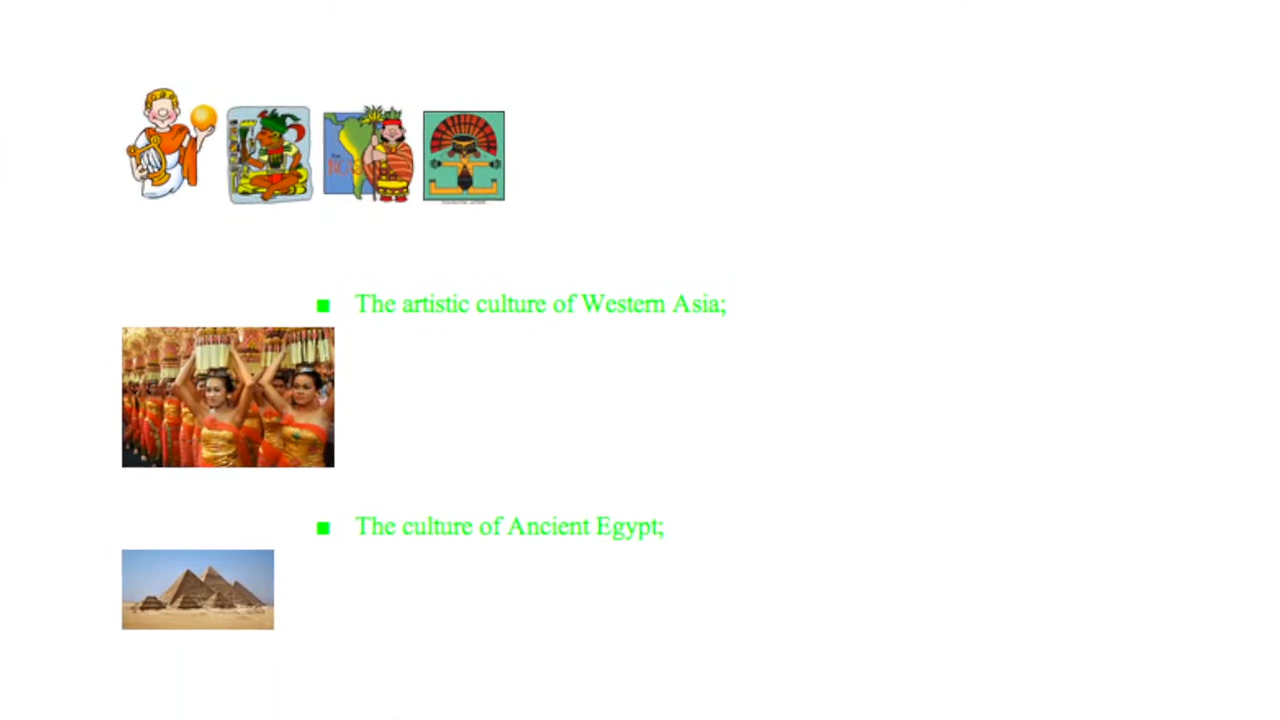 The artistic culture of Western Asia;
The culture of Ancient Egypt;